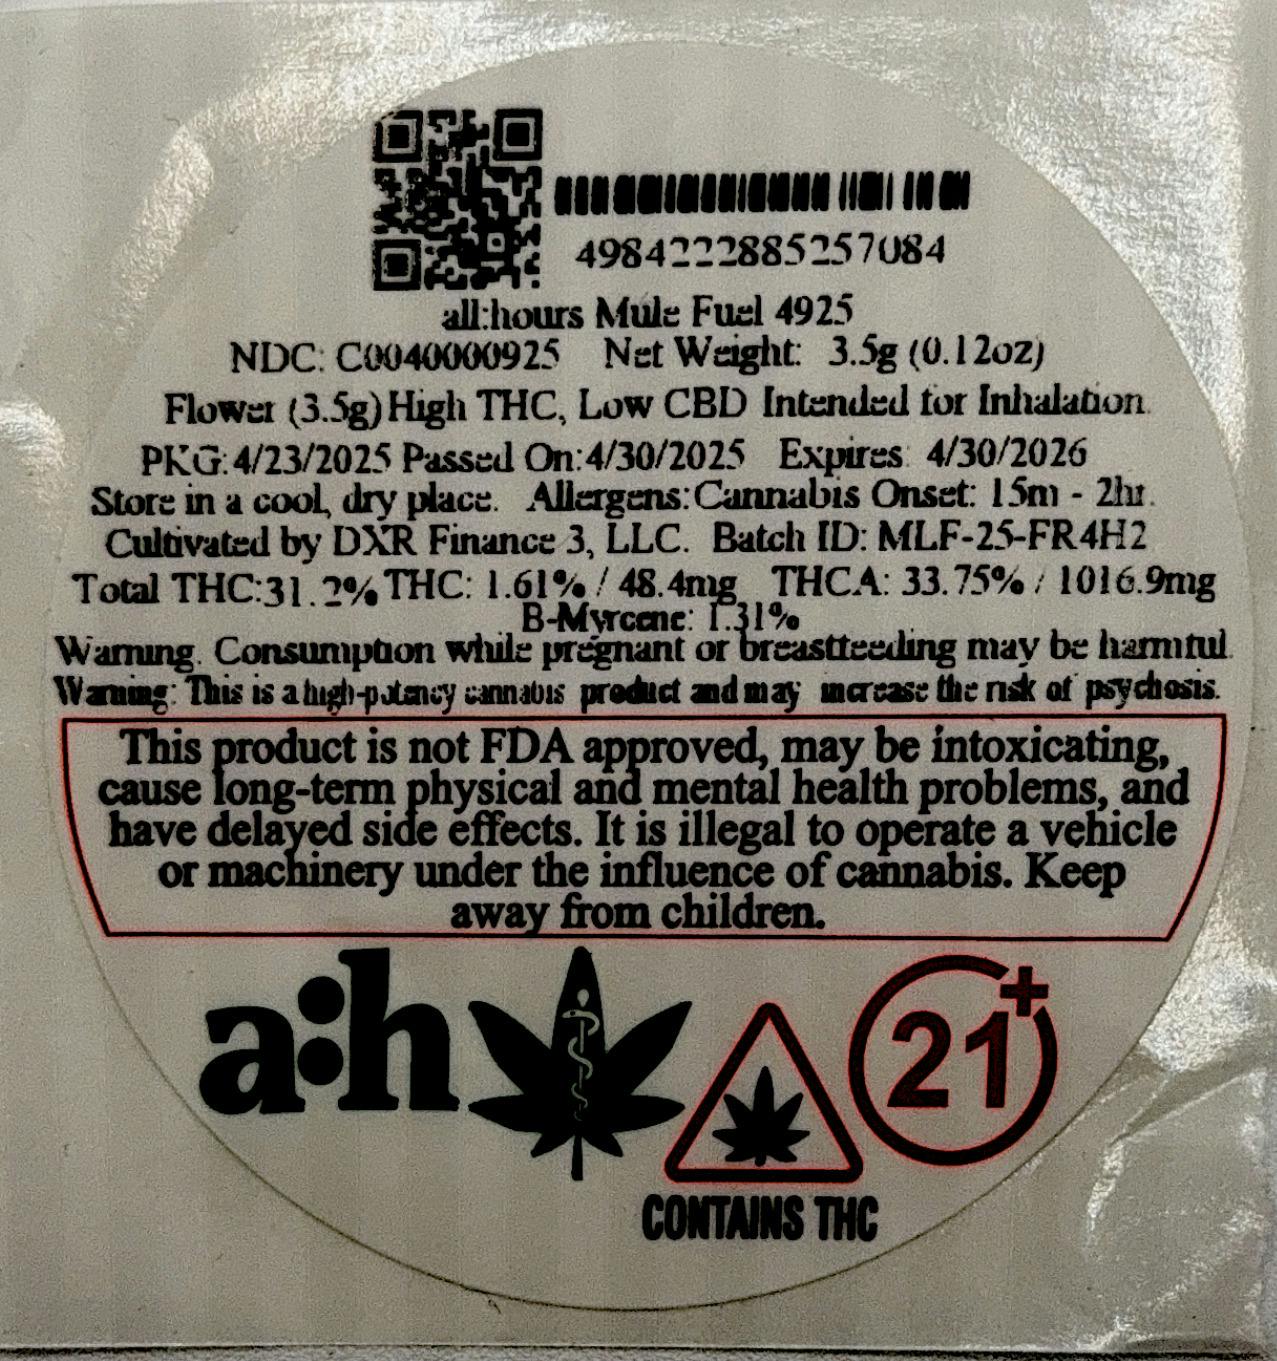 4984222885257084
all:hours Mule Fuel 4925
NDC: C0040000925 Net Weight: 3.5g (0.12oz)
Flower (3.5g) High THC, Low CBD Intended for Inhalation.
PKG:4/23/2025 Passed On:4/30/2025 Expires: 4/30/2026
Store in a cool, dry place. Allergens:Cannabis Onset: 15m - 2hr.
Cultivated by DXR Finance 3, LLC. Batch ID: MLF-25-FR4H2
Total THC:31.2% THC: 1.61% / 48.4mg THCA: 33.75% / 1016.9mg
B-Myrcene: 1.31%
Warning. Consumption while pregnant or breastfeeding may be harmful.
Warning: This is a high-potency cannabis product and may increase the risk of psychosis.
This product is not FDA approved, may be intoxicating,
cause long-term physical and mental health problems, and
have delayed side effects. It is illegal to operate a vehicle
or machinery under the influence of cannabis. Keep
away from children.
a:h
21+
CONTAINS THC